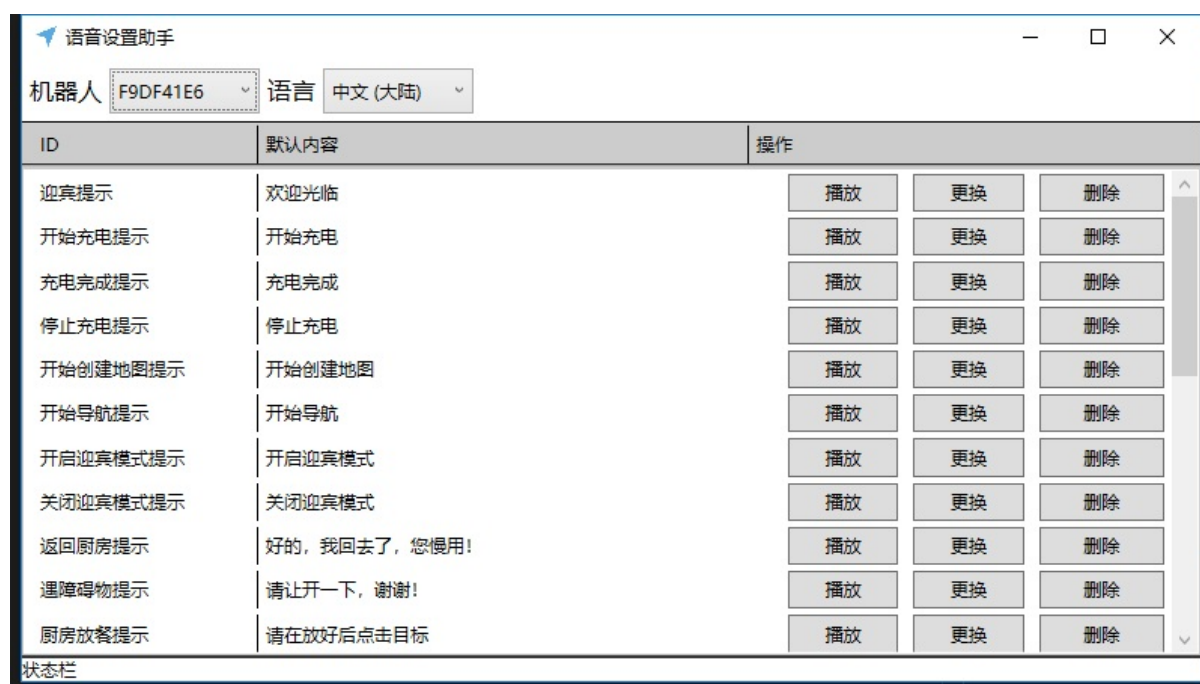 语音设置助手
机器人 F9DF41E6 语言 中文 (大陆)
ID 默认内容 操作
迎宾提示 欢迎光临 播放 更换 删除
开始充电提示 开始充电 播放 更换 删除
充电完成提示 充电完成 播放 更换 删除
停止充电提示 停止充电 播放 更换 删除
开始创建地图提示 开始创建地图 播放 更换 删除
开始导航提示 开始导航 播放 更换 删除
开启迎宾模式提示 开启迎宾模式 播放 更换 删除
关闭迎宾模式提示 关闭迎宾模式 播放 更换 删除
返回厨房提示 好的，我回去了，您慢用！ 播放 更换 删除
遇障碍物提示 请让开一下，谢谢！ 播放 更换 删除
厨房放餐提示 请在放好后点击目标 播放 更换 删除
状态栏